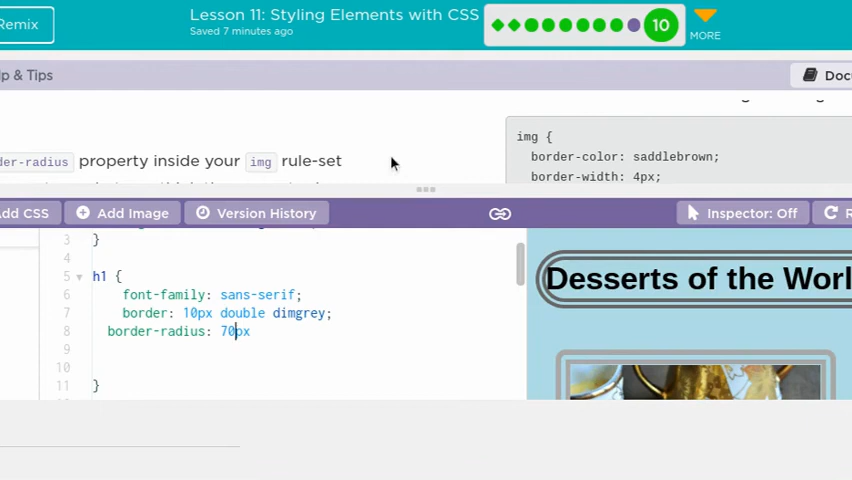 Remix
Lesson 11: Styling Elements with CSS
Saved 7 minutes ago
10
MORE
lp & Tips
Doc
der-radius property inside your img rule-set
img {
border-color: saddlebrown;
border-width: 4px;
dd CSS
Add Image
Version History
Inspector: Off
R
3 }
4
5 h1 {
6 font-family: sans-serif;
7 border: 10px double dimgrey;
8 border-radius: 70px
9
10
11 }
Desserts of the Worl